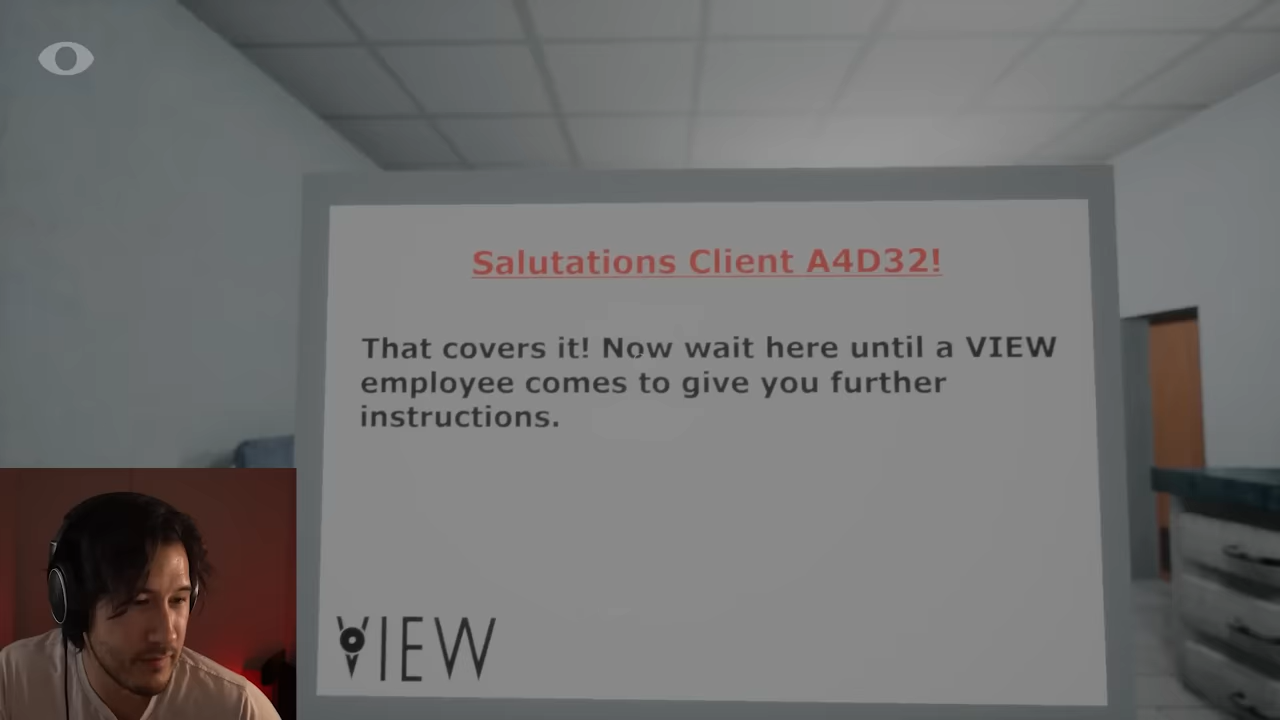 Salutations Client A4D32!
That covers it! Now wait here until a VIEW
employee comes to give you further
instructions.
VIEW